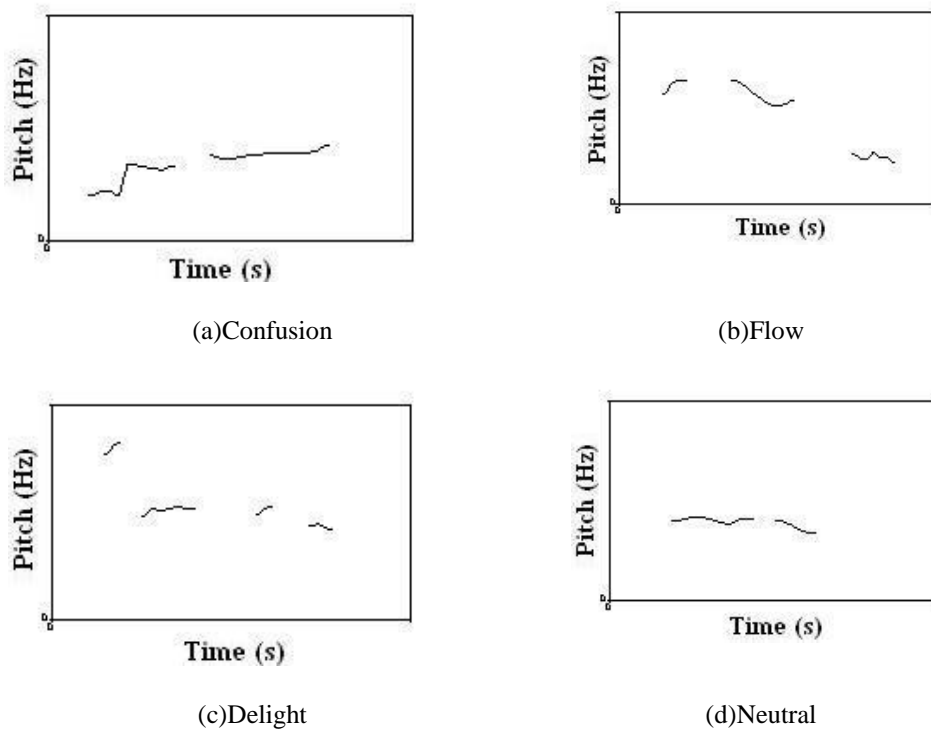 Pitch (Hz)
Time (s)
(a)Confusion
Pitch (Hz)
Time (s)
(b)Flow
Pitch (Hz)
Time (s)
(c)Delight
Pitch (Hz)
Time (s)
(d)Neutral